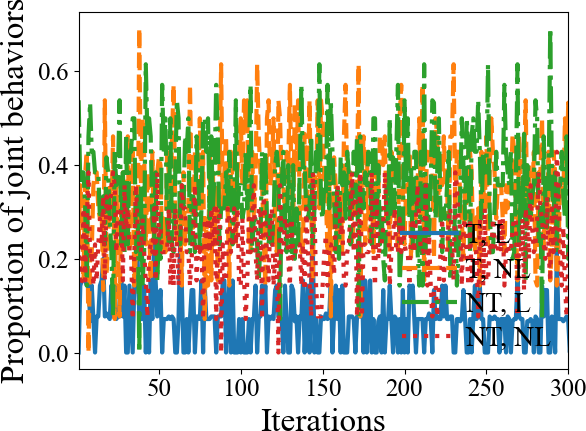 Proportion of joint behaviors
0.6
0.4
0.2
0.0
T, L
T, NL
NT, L
NT, NL
50
100
150
200
250
300
Iterations